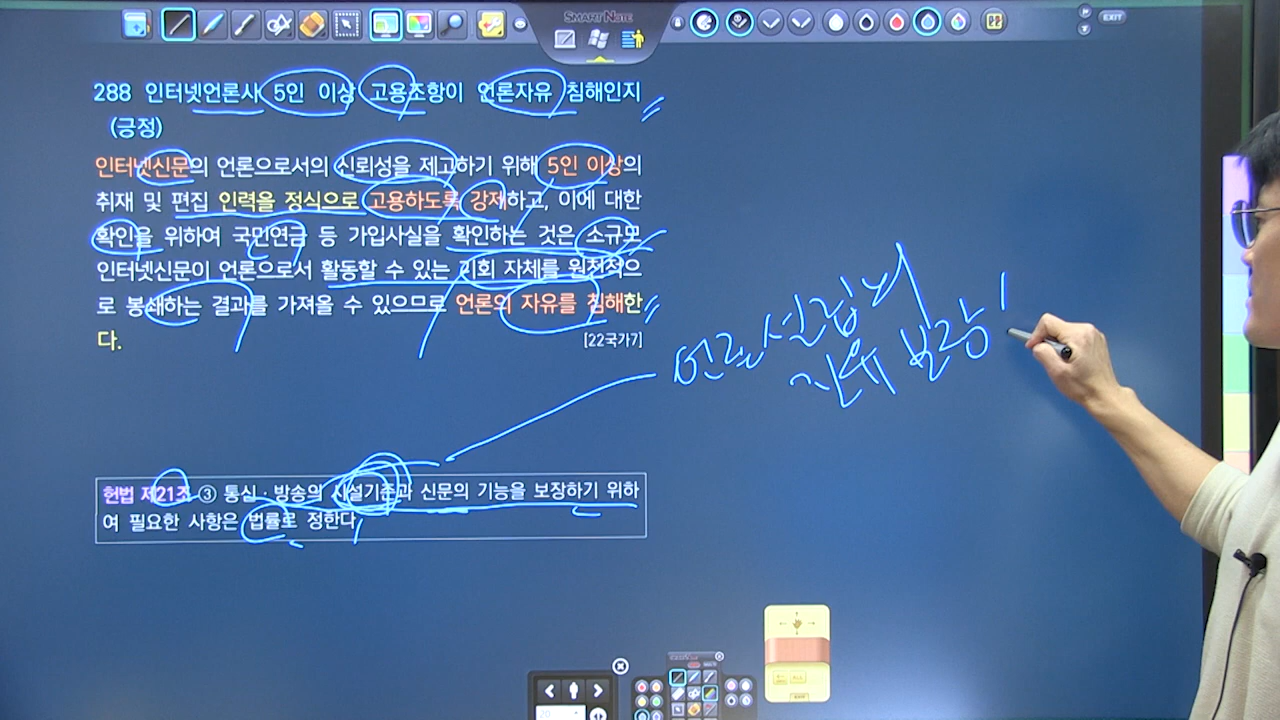 SMART NOTE
EXIT
288 인터넷언론사 5인 이상 고용조항이 언론자유 침해인지
(긍정)
인터넷신문의 언론으로서의 신뢰성을 제고하기 위해 5인 이상의
취재 및 편집 인력을 정식으로 고용하도록 강제하고, 이에 대한
확인을 위하여 국민연금 등 가입사실을 확인하는 것은 소규모
인터넷신문이 언론으로서 활동할 수 있는 기회 자체를 원천적으
로 봉쇄하는 결과를 가져올 수 있으므로 언론의 자유를 침해한
다. [22국가7]
언론설립의
자유 보장
헌법 제21조 ③ 통신·방송의 시설기준과 신문의 기능을 보장하기 위하
여 필요한 사항은 법률로 정한다.
20